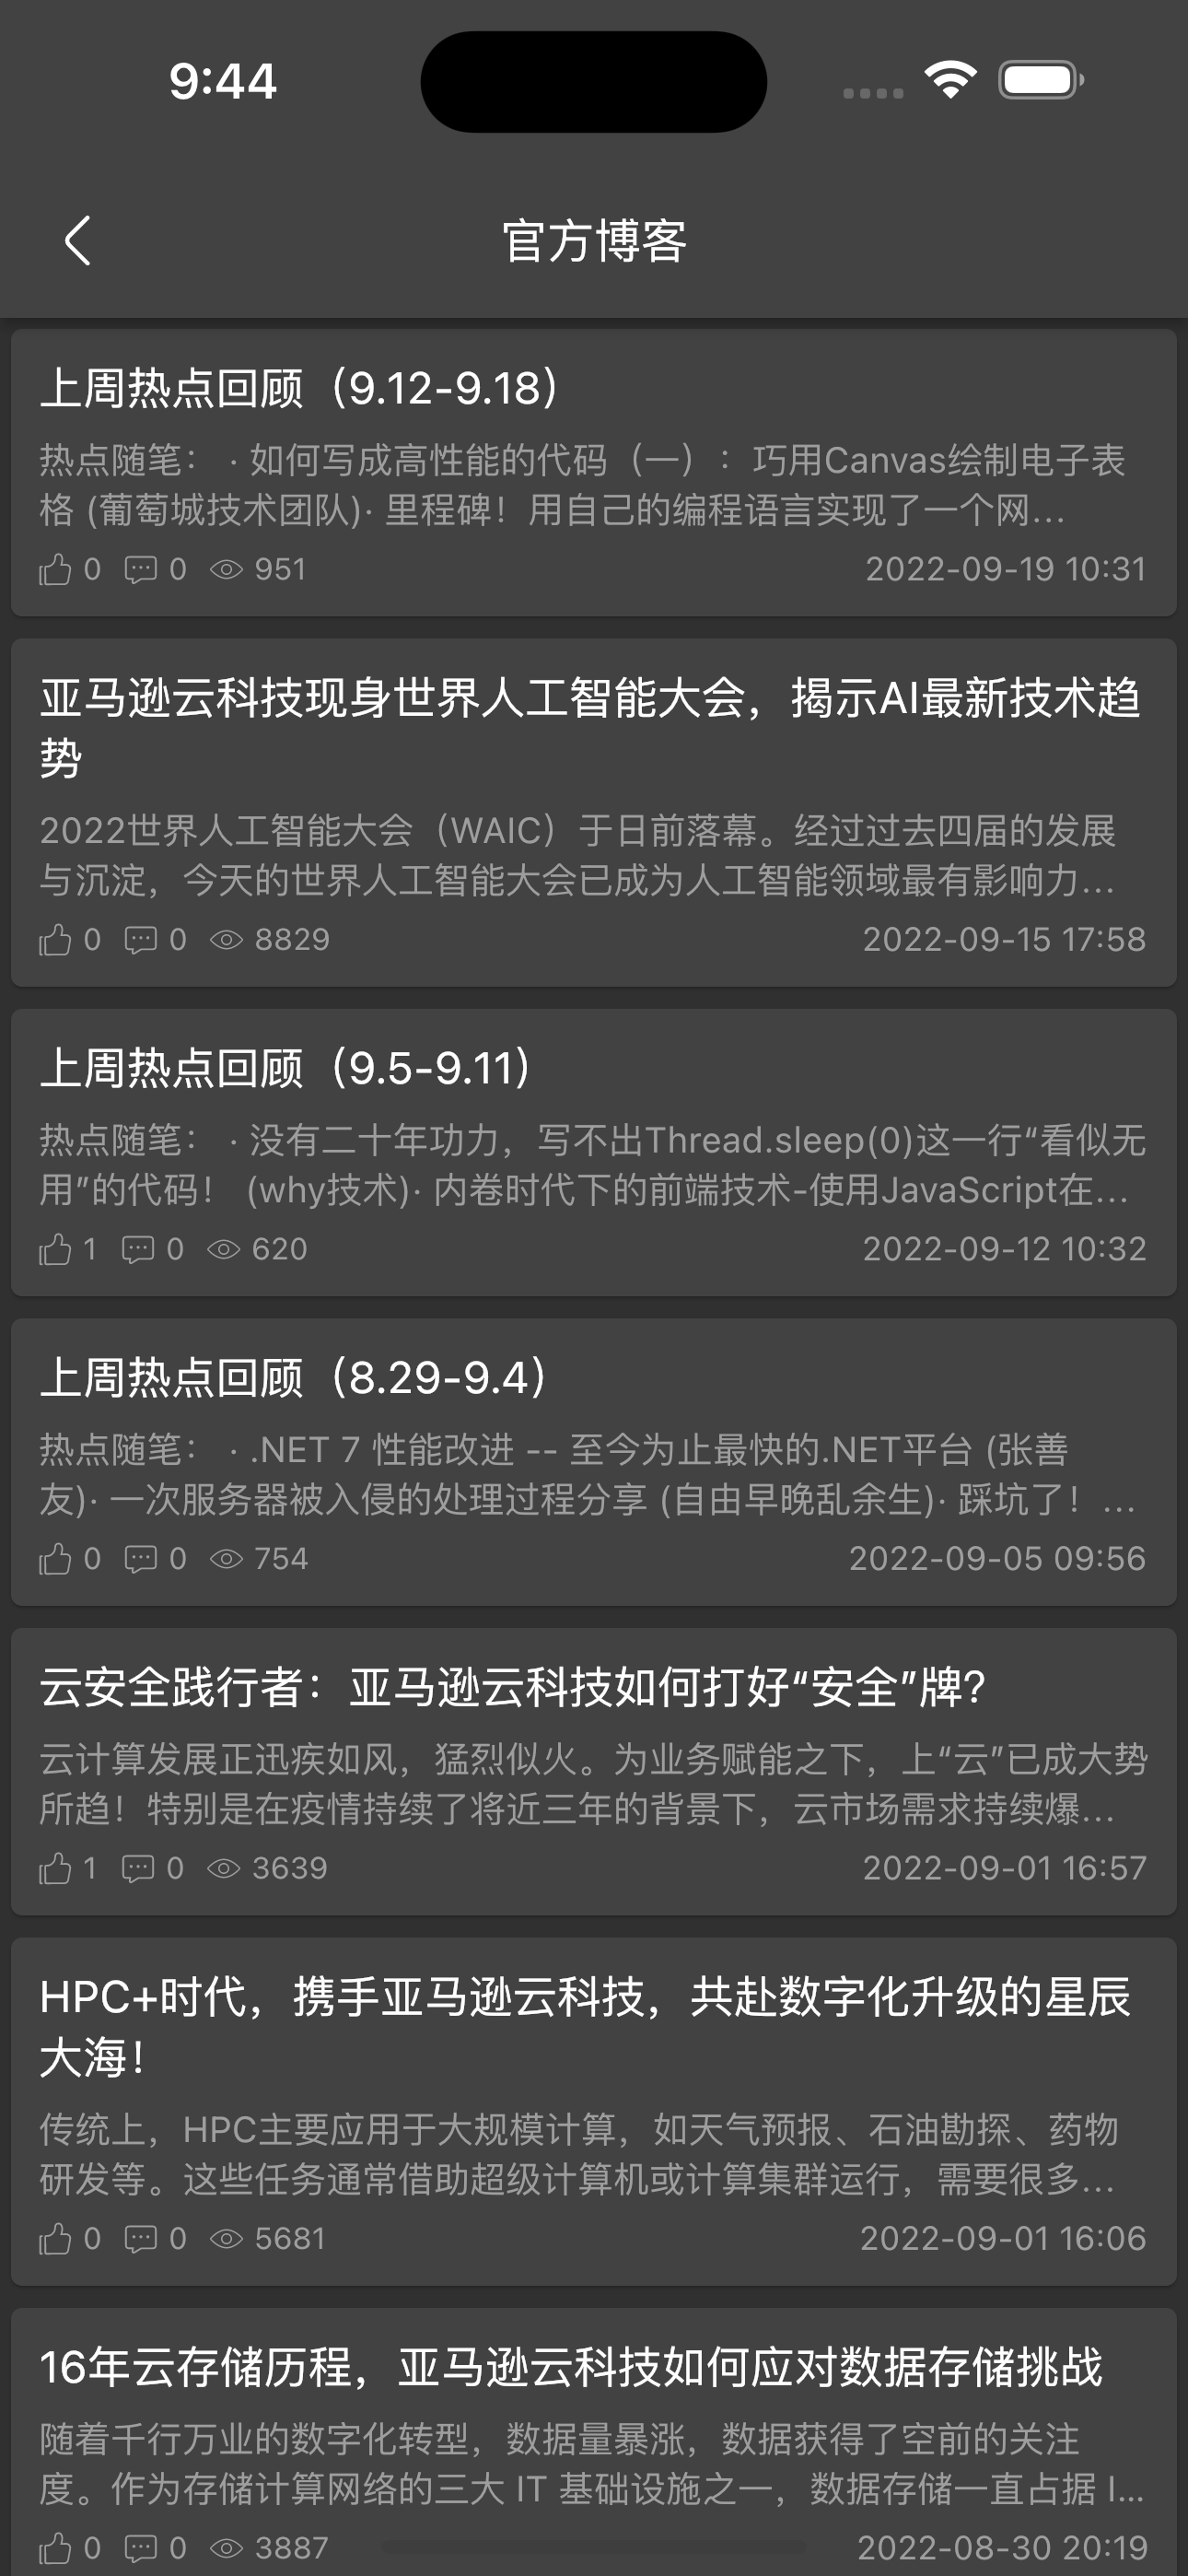 9:44
官方博客
上周热点回顾（9.12-9.18）
热点随笔： · 如何写成高性能的代码（一）：巧用Canvas绘制电子表
格 (葡萄城技术团队)· 里程碑！用自己的编程语言实现了一个网...
0 0 951 2022-09-19 10:31
亚马逊云科技现身世界人工智能大会，揭示AI最新技术趋
势
2022世界人工智能大会（WAIC）于日前落幕。经过过去四届的发展
与沉淀，今天的世界人工智能大会已成为人工智能领域最有影响力...
0 0 8829 2022-09-15 17:58
上周热点回顾（9.5-9.11）
热点随笔： · 没有二十年功力，写不出Thread.sleep(0)这一行“看似无
用”的代码！ (why技术)· 内卷时代下的前端技术-使用JavaScript在...
1 0 620 2022-09-12 10:32
上周热点回顾（8.29-9.4）
热点随笔： · .NET 7 性能改进 -- 至今为止最快的.NET平台 (张善
友)· 一次服务器被入侵的处理过程分享 (自由早晚乱余生)· 踩坑了！...
0 0 754 2022-09-05 09:56
云安全践行者：亚马逊云科技如何打好“安全”牌?
云计算发展正迅疾如风，猛烈似火。为业务赋能之下，上“云”已成大势
所趋！特别是在疫情持续了将近三年的背景下，云市场需求持续爆...
1 0 3639 2022-09-01 16:57
HPC+时代，携手亚马逊云科技，共赴数字化升级的星辰
大海！
传统上，HPC主要应用于大规模计算，如天气预报、石油勘探、药物
研发等。这些任务通常借助超级计算机或计算集群运行，需要很多...
0 0 5681 2022-09-01 16:06
16年云存储历程，亚马逊云科技如何应对数据存储挑战
随着千行万业的数字化转型，数据量暴涨，数据获得了空前的关注
度。作为存储计算网络的三大 IT 基础设施之一，数据存储一直占据 I...
0 0 3887 2022-08-30 20:19